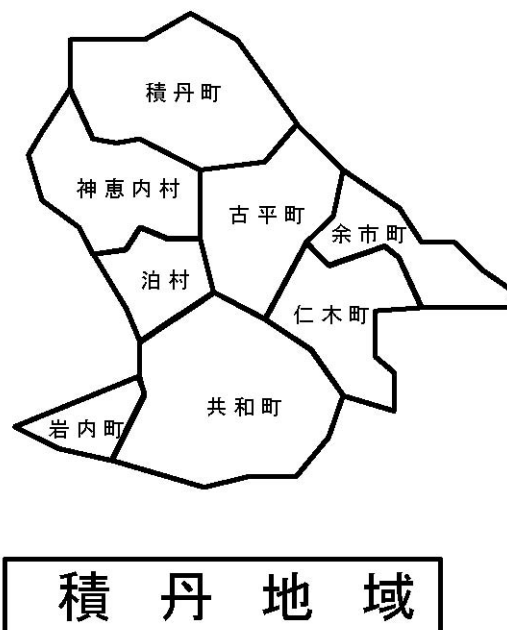 積丹町
神恵内村
古平町
余市町
泊村
仁木町
共和町
岩内町
積丹地域